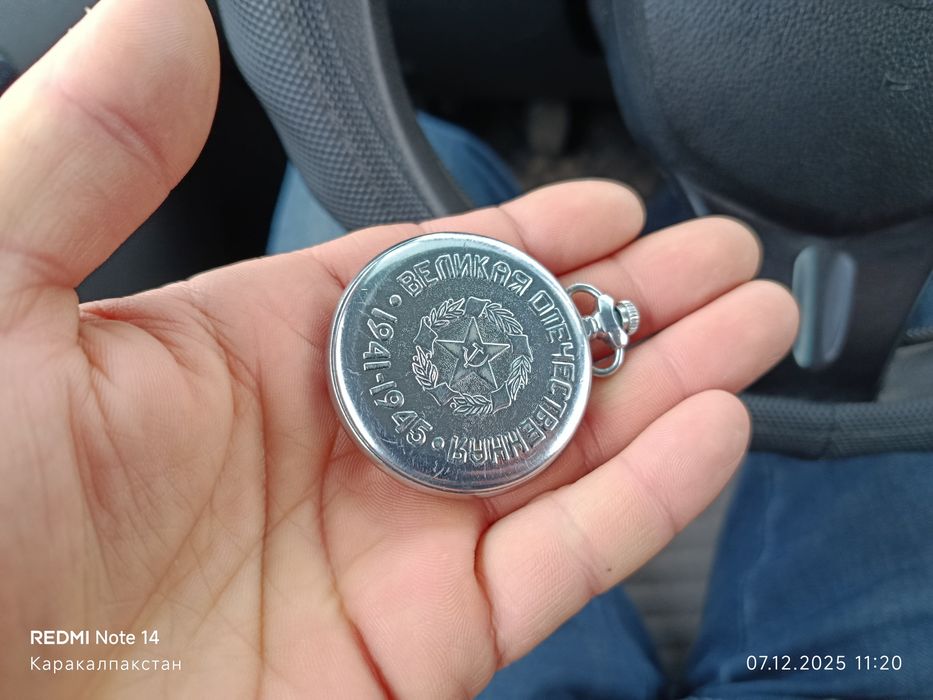 ВЕЛИКАЯ ОТЕЧЕСТВЕННАЯ • 1941-1945 •
REDMI Note 14
Каракалпакстан
07.12.2025 11:20